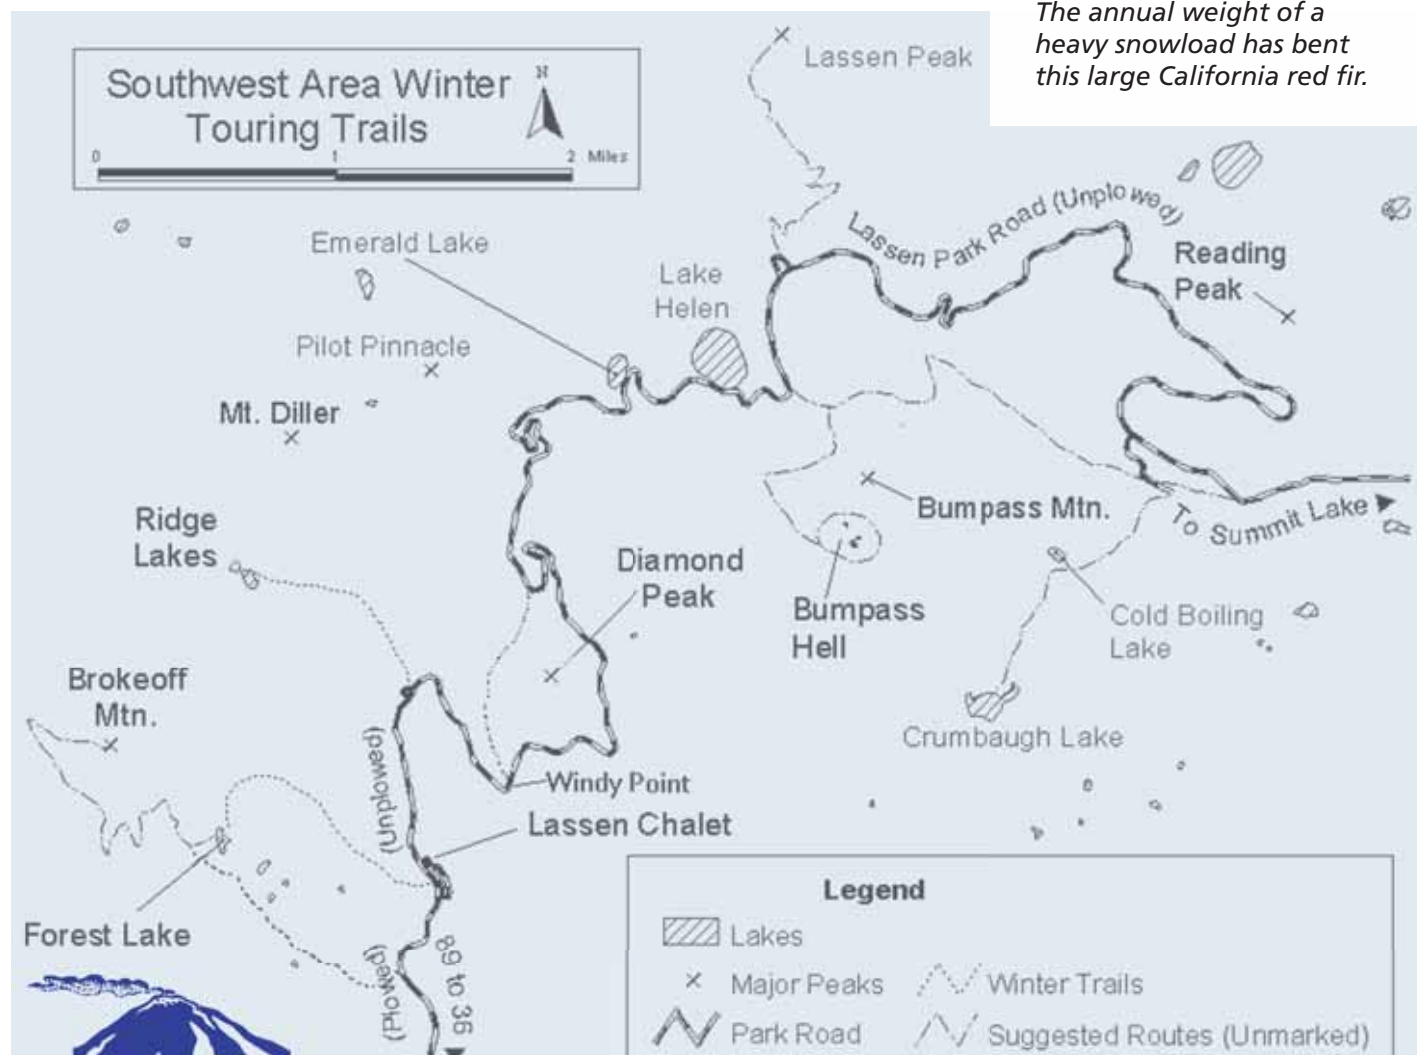 The annual weight of a
heavy snowload has bent
this large California red fir.
Southwest Area Winter
Touring Trails
N
0 1 2 Miles
Lassen Peak
Lassen Park Road (Unplowed)
Emerald Lake
Lake
Helen
Reading
Peak
Pilot Pinnacle
Mt. Diller
Ridge
Lakes
Bumpass Mtn.
To Summit Lake
Diamond
Peak
Bumpass
Hell
Cold Boiling
Lake
Brokeoff
Mtn.
Crumbaugh Lake
(Unplowed)
Windy Point
Lassen Chalet
Forest Lake
(Plowed)
89 to 36
Legend
Lakes
Major Peaks
Winter Trails
Park Road
Suggested Routes (Unmarked)